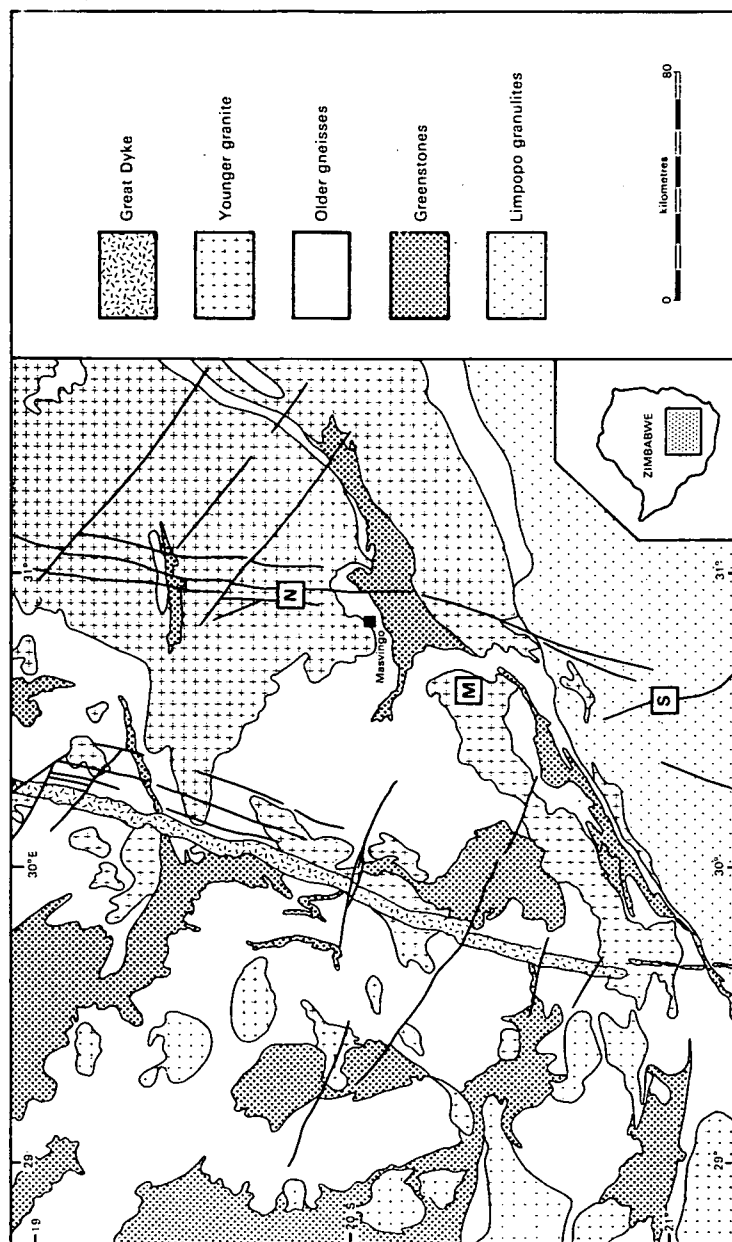 Great Dyke
Younger granite
Older gneisses
Greenstones
Limpopo granulites
0
kilometres
80
19
20°S
21°
29
30°E
31°
29°
30°
31°
N
M
S
Masvingo
ZIMBABWE